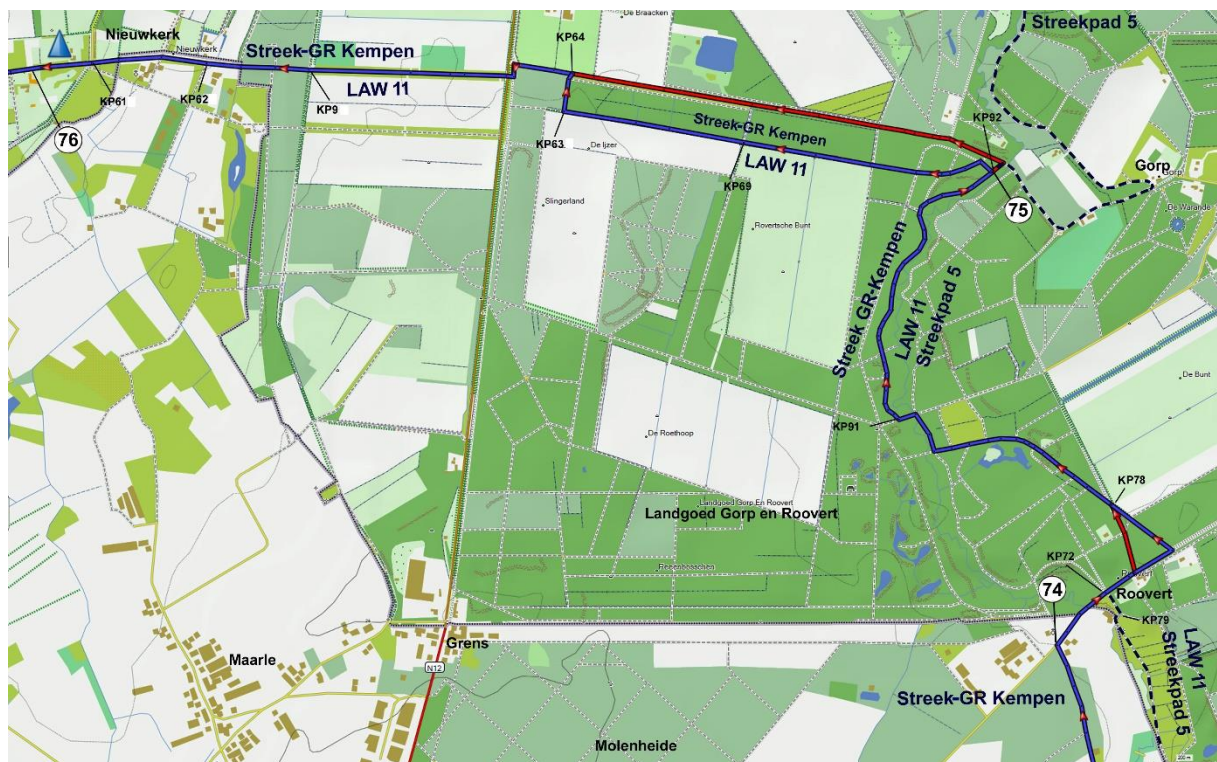 De Braacken
Streekpad 5
Nieuwkerk
KP64
Nieuwkerk
Streek-GR Kempen
KP61
KP62
KP9
LAW 11
76
KP63
De Ijzer
Streek-GR Kempen
KP92
LAW 11
KP69
Gorp
Gorp
75
De Warande
Slingerland
Rovertsche Bunt
Streek GR-Kempen
LAW 11
Streekpad 5
De Bunt
KP91
De Roethoop
KP78
Landgoed Gorp En Roovert
Landgoed Gorp en Roovert
KP72
74
Roovert
KP79
Grens
Maarle
N12
LAW 11
Streekpad 5
Streek-GR Kempen
Molenheide